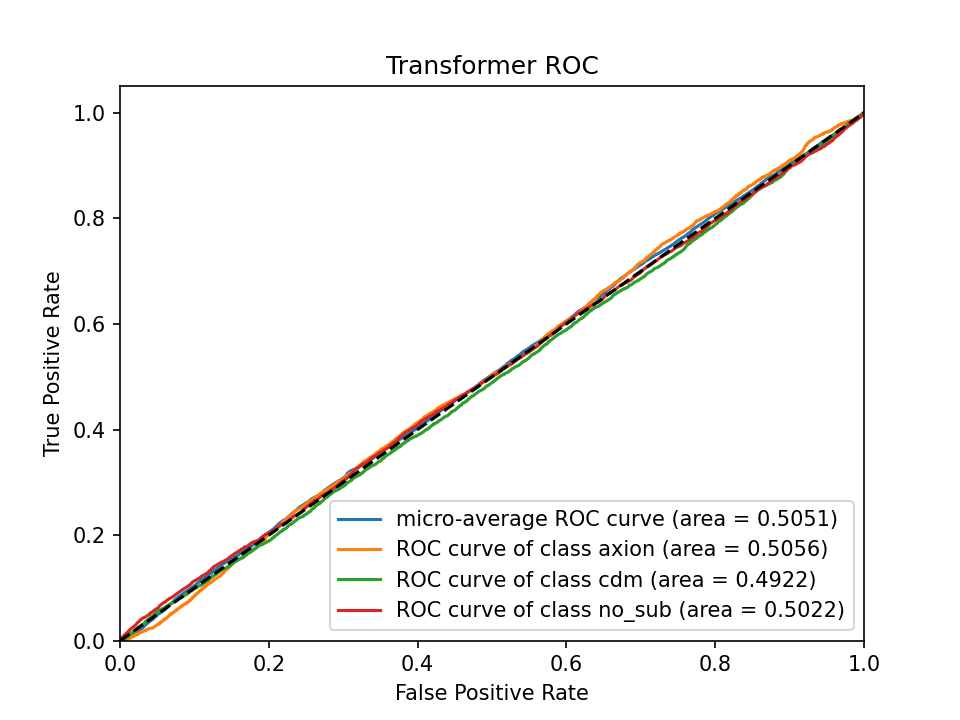 Transformer ROC
True Positive Rate
1.0
0.8
0.6
0.4
0.2
0.0
micro-average ROC curve (area = 0.5051)
ROC curve of class axion (area = 0.5056)
ROC curve of class cdm (area = 0.4922)
ROC curve of class no_sub (area = 0.5022)
0.0 0.2 0.4 0.6 0.8 1.0
False Positive Rate